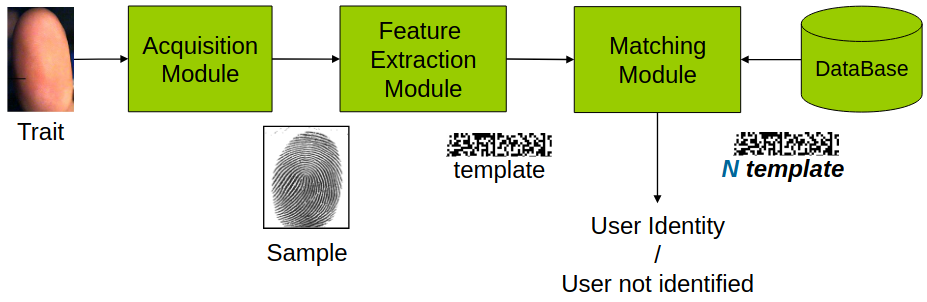 Trait
Acquisition
Module
Sample
Feature
Extraction
Module
template
Matching
Module
DataBase
N template
User Identity
/
User not identified